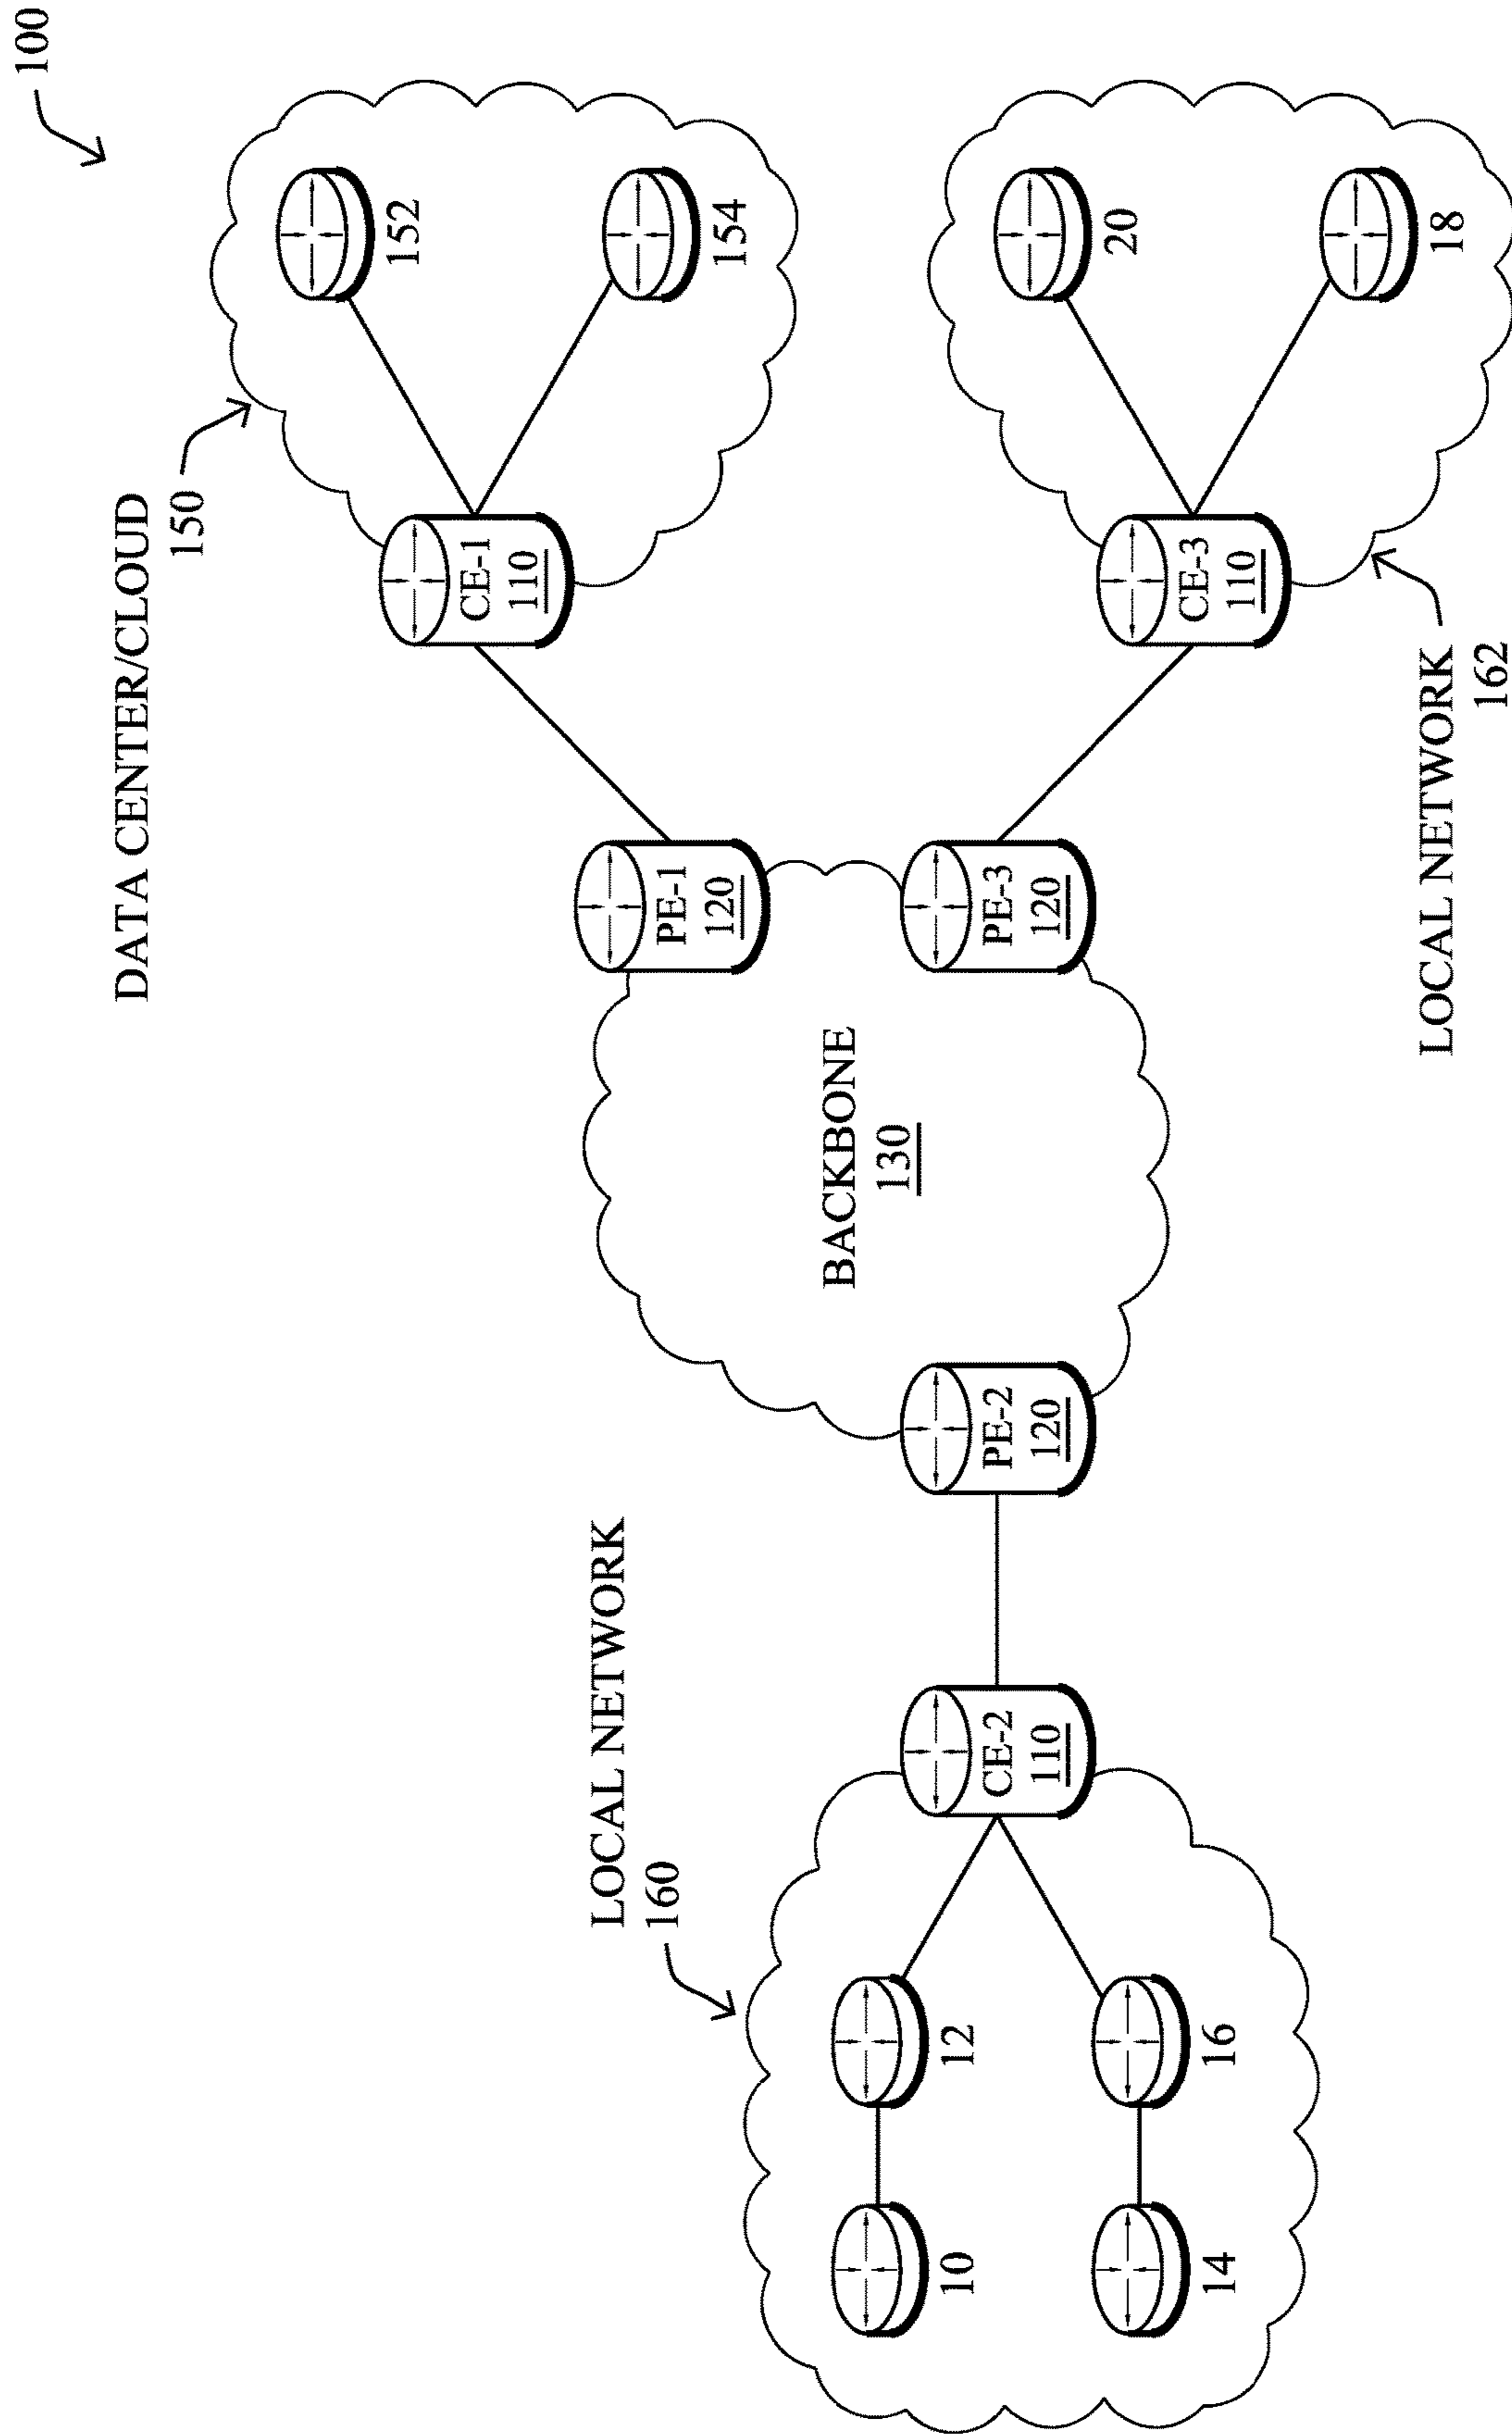 100
DATA CENTER/CLOUD
150
152
154
CE-1
110
LOCAL NETWORK
160
PE-1
120
BACKBONE
130
10
12
CE-2
110
PE-2
120
PE-3
120
20
14
16
CE-3
110
18
LOCAL NETWORK
162